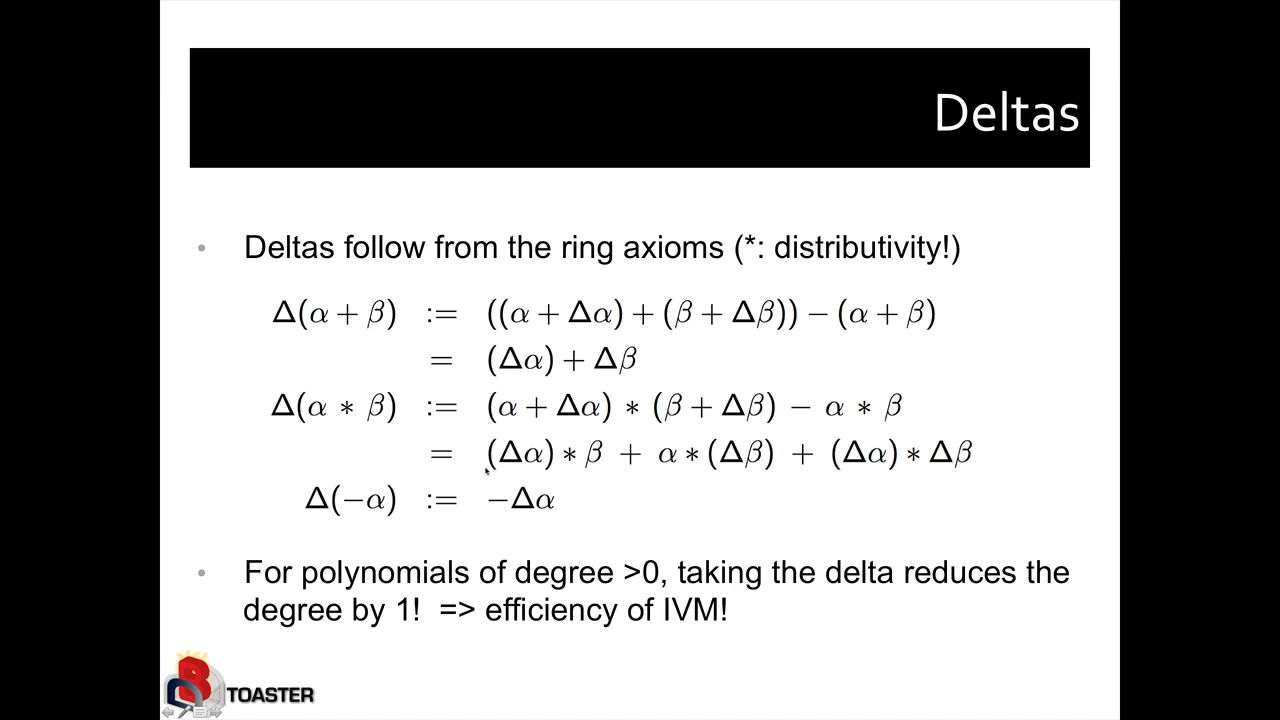 Deltas
• Deltas follow from the ring axioms (*: distributivity!)
Δ(α + β) := ((α + Δα) + (β + Δβ)) − (α + β)
= (Δα) + Δβ
Δ(α ∗ β) := (α + Δα) ∗ (β + Δβ) − α ∗ β
= (Δα) ∗ β + α ∗ (Δβ) + (Δα) ∗ Δβ
Δ(−α) := −Δα
• For polynomials of degree >0, taking the delta reduces the
degree by 1! => efficiency of IVM!
B TOASTER